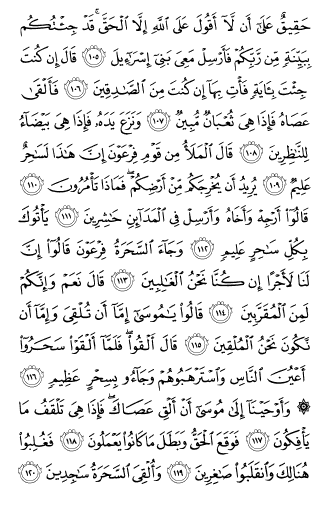 حَقِيقٌ عَلَىٰٓ أَن لَّآ أَقُولَ عَلَى ٱللَّهِ إِلَّا ٱلْحَقَّ ۚ قَدْ جِئْتُكُم
بِبَيِّنَةٍ مِّن رَّبِّكُمْ فَأَرْسِلْ مَعِىَ بَنِىٓ إِسْرَٰٓءِيلَ ١٠٥ قَالَ إِن كُنتَ
جِئْتَ بِـَٔايَةٍ فَأْتِ بِهَآ إِن كُنتَ مِنَ ٱلصَّـٰدِقِينَ ١٠٦ فَأَلْقَىٰ
عَصَاهُ فَإِذَا هِىَ ثُعْبَانٌ مُّبِينٌ ١٠٧ وَنَزَعَ يَدَهُۥ فَإِذَا هِىَ بَيْضَآءُ
لِلنَّـٰظِرِينَ ١٠٨ قَالَ ٱلْمَلَأُ مِن قَوْمِ فِرْعَوْنَ إِنَّ هَـٰذَا لَسَـٰحِرٌ
عَلِيمٌ ١٠٩ يُرِيدُ أَن يُخْرِجَكُم مِّنْ أَرْضِكُمْ ۖ فَمَاذَا تَأْمُرُونَ ١١٠
قَالُوٓا۟ أَرْجِهْ وَأَخَاهُ وَأَرْسِلْ فِى ٱلْمَدَآئِنِ حَـٰشِرِينَ ١١١ يَأْتُوكَ
بِكُلِّ سَـٰحِرٍ عَلِيمٍ ١١٢ وَجَآءَ ٱلسَّحَرَةُ فِرْعَوْنَ قَالُوٓا۟ إِنَّ
لَنَا لَأَجْرًا إِن كُنَّا نَحْنُ ٱلْغَـٰلِبِينَ ١١٣ قَالَ نَعَمْ وَإِنَّكُمْ
لَمِنَ ٱلْمُقَرَّبِينَ ١١٤ قَالُوا۟ يَـٰمُوسَىٰٓ إِمَّآ أَن تُلْقِىَ وَإِمَّآ أَن
نَّكُونَ نَحْنُ ٱلْمُلْقِينَ ١١٥ قَالَ أَلْقُوا۟ ۖ فَلَمَّآ أَلْقَوْا۟ سَحَرُوٓا۟
أَعْيُنَ ٱلنَّاسِ وَٱسْتَرْهَبُوهُمْ وَجَآءُو بِسِحْرٍ عَظِيمٍ ١١٦
۞ وَأَوْحَيْنَآ إِلَىٰ مُوسَىٰٓ أَنْ أَلْقِ عَصَاكَ ۖ فَإِذَا هِىَ تَلْقَفُ مَا
يَأْفِكُونَ ١١٧ فَوَقَعَ ٱلْحَقُّ وَبَطَلَ مَا كَانُوا۟ يَعْمَلُونَ ١١٨ فَغُلِبُوا۟
هُنَالِكَ وَٱنقَلَبُوا۟ صَـٰغِرِينَ ١١٩ وَأُلْقِىَ ٱلسَّحَرَةُ سَـٰجِدِينَ ١٢٠